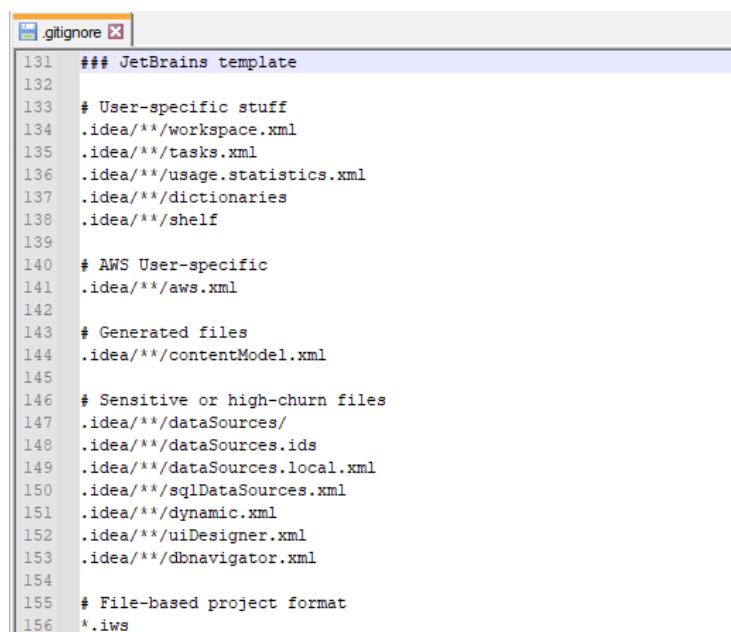 .gitignore
131 ### JetBrains template
132
133 # User-specific stuff
134 .idea/**/workspace.xml
135 .idea/**/tasks.xml
136 .idea/**/usage.statistics.xml
137 .idea/**/dictionaries
138 .idea/**/shelf
139
140 # AWS User-specific
141 .idea/**/aws.xml
142
143 # Generated files
144 .idea/**/contentModel.xml
145
146 # Sensitive or high-churn files
147 .idea/**/dataSources/
148 .idea/**/dataSources.ids
149 .idea/**/dataSources.local.xml
150 .idea/**/sqlDataSources.xml
151 .idea/**/dynamic.xml
152 .idea/**/uiDesigner.xml
153 .idea/**/dbnavigator.xml
154
155 # File-based project format
156 *.iws